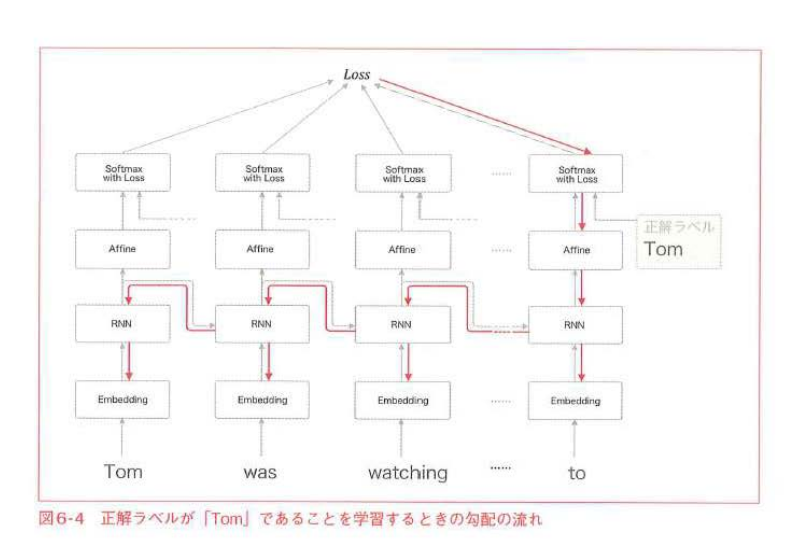 Loss
Softmax with Loss
Softmax with Loss
Softmax with Loss
......
Softmax with Loss
正解ラベル
Tom
Affine
Affine
Affine
......
Affine
RNN
RNN
RNN
RNN
Embedding
Embedding
Embedding
......
Embedding
Tom
was
watching
......
to
図6-4 正解ラベルが「Tom」であることを学習するときの勾配の流れ